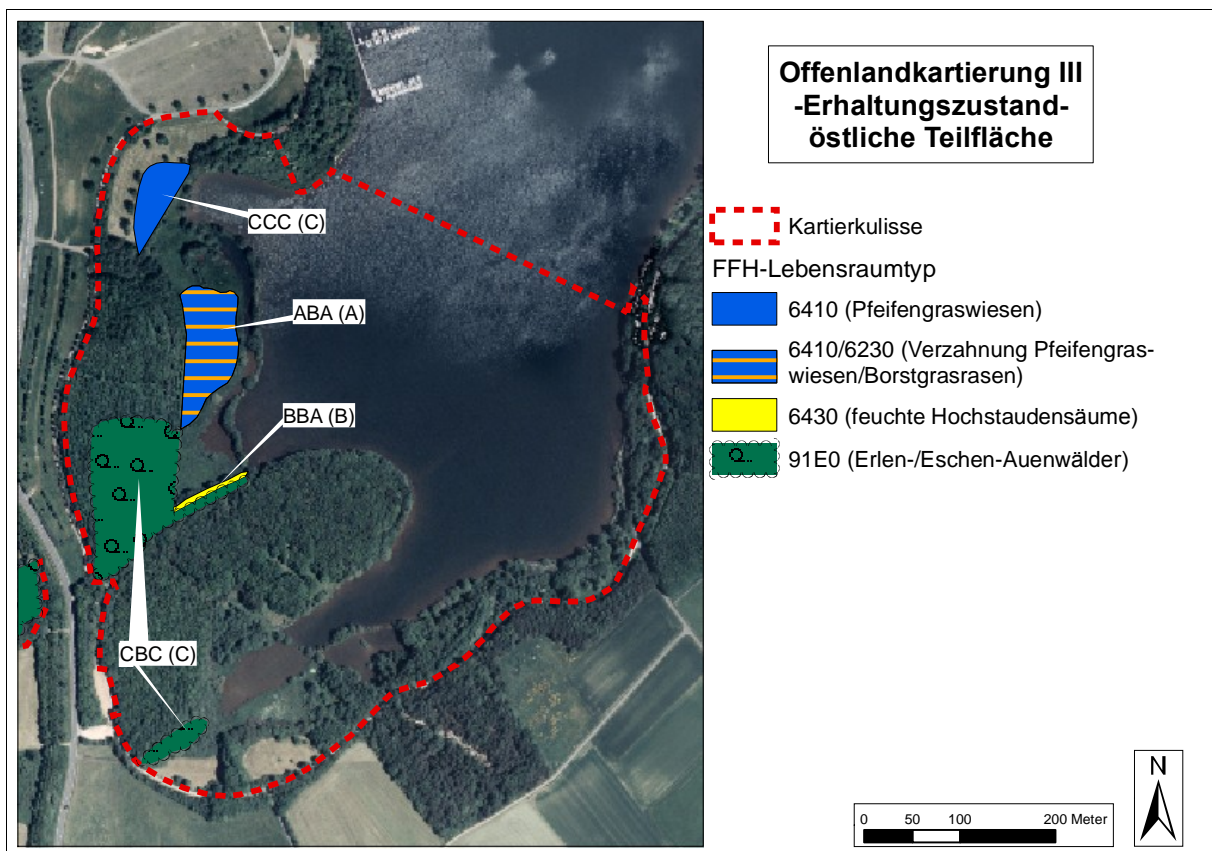 Offenlandkartierung III
-Erhaltungszustand-
östliche Teilfläche
Kartierkulisse
FFH-Lebensraumtyp
6410 (Pfeifengraswiesen)
6410/6230 (Verzahnung Pfeifengras-
wiesen/Borstgrasrasen)
6430 (feuchte Hochstaudensäume)
91E0 (Erlen-/Eschen-Auenwälder)
CCC (C)
ABA (A)
BBA (B)
CBC (C)
N
0 50 100 200 Meter